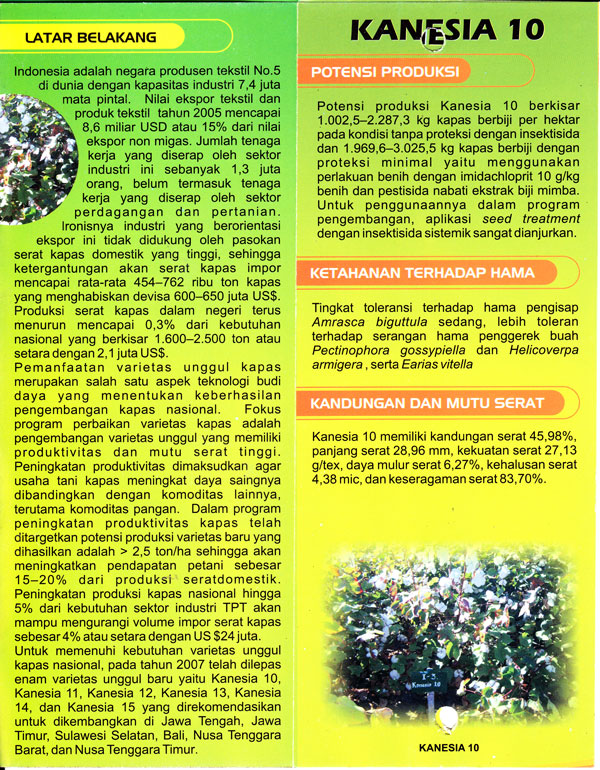 LATAR BELAKANG
Indonesia adalah negara produsen tekstil No.5
di dunia dengan kapasitas industri 7,4 juta
mata pintal. Nilai ekspor tekstil dan
produk tekstil tahun 2005 mencapai
8,6 miliar USD atau 15% dari nilai
ekspor non migas. Jumlah tenaga
kerja yang diserap oleh sektor
industri ini sebanyak 1,3 juta
orang, belum termasuk tenaga
kerja yang diserap oleh sektor
perdagangan dan pertanian.
Ironisnya industri yang berorientasi
ekspor ini tidak didukung oleh pasokan
serat kapas domestik yang tinggi, sehingga
ketergantungan akan serat kapas impor
mencapai rata-rata 454–762 ribu ton kapas
yang menghabiskan devisa 600–650 juta US$.
Produksi serat kapas dalam negeri terus
menurun mencapai 0,3% dari kebutuhan
nasional yang berkisar 1.600–2.500 ton atau
setara dengan 2,1 juta US$.
Pemanfaatan varietas unggul kapas
merupakan salah satu aspek teknologi budi
daya yang menentukan keberhasilan
pengembangan kapas nasional. Fokus
program perbaikan varietas kapas adalah
pengembangan varietas unggul yang memiliki
produktivitas dan mutu serat tinggi.
Peningkatan produktivitas dimaksudkan agar
usaha tani kapas meningkat daya saingnya
dibandingkan dengan komoditas lainnya,
terutama komoditas pangan. Dalam program
peningkatan produktivitas kapas telah
ditargetkan potensi produksi varietas baru yang
dihasilkan adalah > 2,5 ton/ha sehingga akan
meningkatkan pendapatan petani sebesar
15–20% dari produksi seratdomestik.
Peningkatan produksi kapas nasional hingga
5% dari kebutuhan sektor industri TPT akan
mampu mengurangi volume impor serat kapas
sebesar 4% atau setara dengan US $24 juta.
Untuk memenuhi kebutuhan varietas unggul
kapas nasional, pada tahun 2007 telah dilepas
enam varietas unggul baru yaitu Kanesia 10,
Kanesia 11, Kanesia 12, Kanesia 13, Kanesia
14, dan Kanesia 15 yang direkomendasikan
untuk dikembangkan di Jawa Tengah, Jawa
Timur, Sulawesi Selatan, Bali, Nusa Tenggara
Barat, dan Nusa Tenggara Timur.
KANESIA 10
POTENSI PRODUKSI
Potensi produksi Kanesia 10 berkisar
1.002,5–2.287,3 kg kapas berbiji per hektar
pada kondisi tanpa proteksi dengan insektisida
dan 1.969,6–3.025,5 kg kapas berbiji dengan
proteksi minimal yaitu menggunakan
perlakuan benih dengan imidachloprit 10 g/kg
benih dan pestisida nabati ekstrak biji mimba.
Untuk penggunaannya dalam program
pengembangan, aplikasi seed treatment
dengan insektisida sistemik sangat dianjurkan.
KETAHANAN TERHADAP HAMA
Tingkat toleransi terhadap hama pengisap
Amrasca biguttula sedang, lebih toleran
terhadap serangan hama penggerek buah
Pectinophora gossypiella dan Helicoverpa
armigera , serta Earias vitella
KANDUNGAN DAN MUTU SERAT
Kanesia 10 memiliki kandungan serat 45,98%,
panjang serat 28,96 mm, kekuatan serat 27,13
g/tex, daya mulur serat 6,27%, kehalusan serat
4,38 mic, dan keseragaman serat 83,70%.
I - 3
Kanesia 10
KANESIA 10